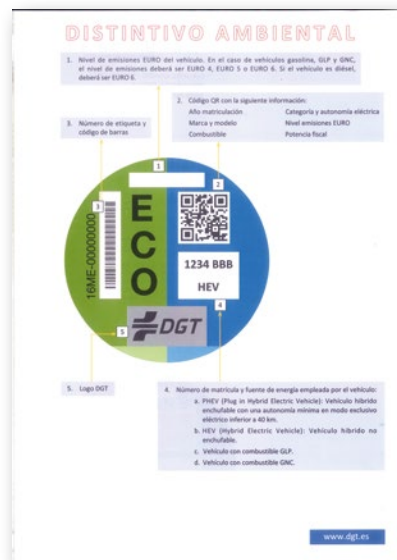 DISTINTIVO AMBIENTAL
1. Nivel de emisiones EURO del vehículo. En el caso de vehículos gasolina, GLP y GNC,
el nivel de emisiones deberá ser EURO 4, EURO 5 o EURO 6. Si el vehículo es diésel,
deberá ser EURO 6.
2. Código QR con la siguiente información:
Año matriculación Categoría y autonomía eléctrica
Marca y modelo Nivel emisiones EURO
Combustible Potencia fiscal
3. Número de etiqueta y
código de barras
1
2
3
16ME-00000000
ECO
1234 BBB
HEV
4
5
DGT
5. Logo DGT
4. Número de matrícula y fuente de energía empleada por el vehículo:
a. PHEV (Plug in Hybrid Electric Vehicle): Vehículo híbrido
enchufable con una autonomía mínima en modo exclusivo
eléctrico inferior a 40 km.
b. HEV (Hybrid Electric Vehicle): Vehículo híbrido no
enchufable.
c. Vehículo con combustible GLP.
d. Vehículo con combustible GNC.
www.dgt.es